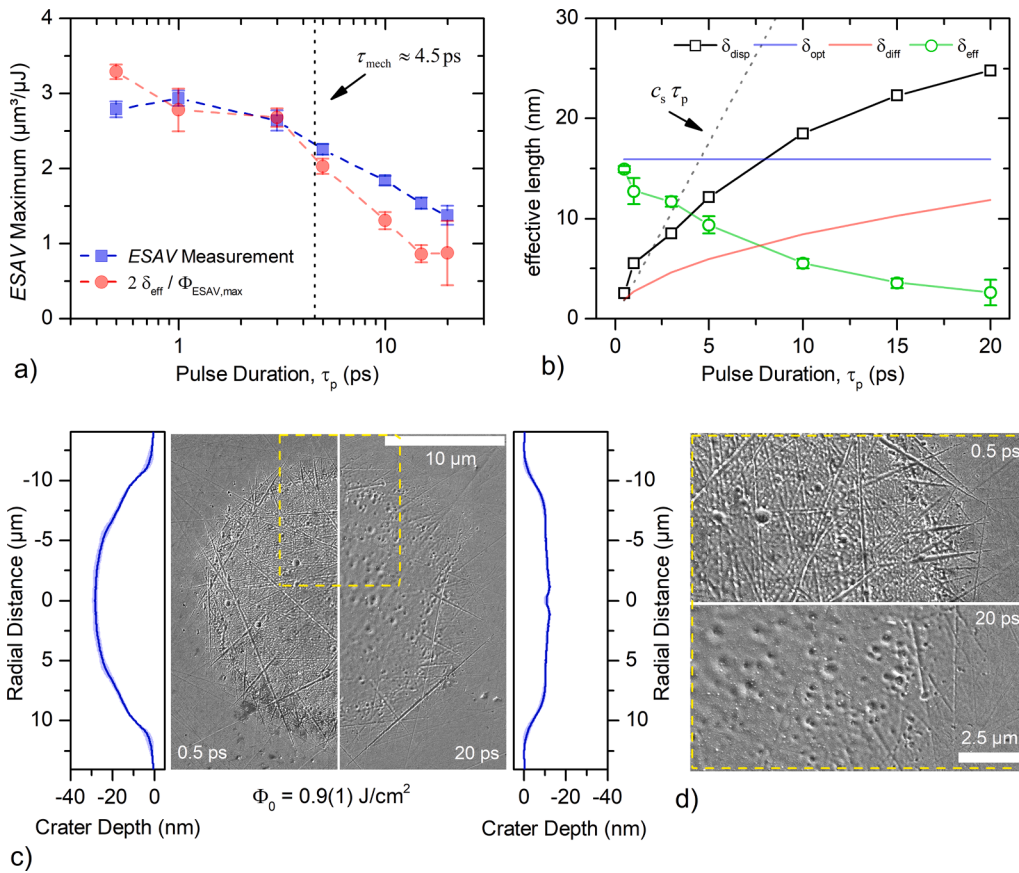 4
3
2
1
0
ESAV Maximum (μm³/μJ)
τmech ≈ 4.5 ps
ESAV Measurement
2 δeff / ΦESAV,max
1
10
Pulse Duration, τp (ps)
a)
30
20
10
0
effective length (nm)
δdisp
δopt
δdiff
δeff
cs τp
0
5
10
15
20
Pulse Duration, τp (ps)
b)
-10
-5
0
5
10
Radial Distance (μm)
-40
-20
0
Crater Depth (nm)
10 μm
0.5 ps
20 ps
Φ0 = 0.9(1) J/cm²
-10
-5
0
5
10
Radial Distance (μm)
0
-20
-40
Crater Depth (nm)
c)
0.5 ps
20 ps
2.5 μm
d)